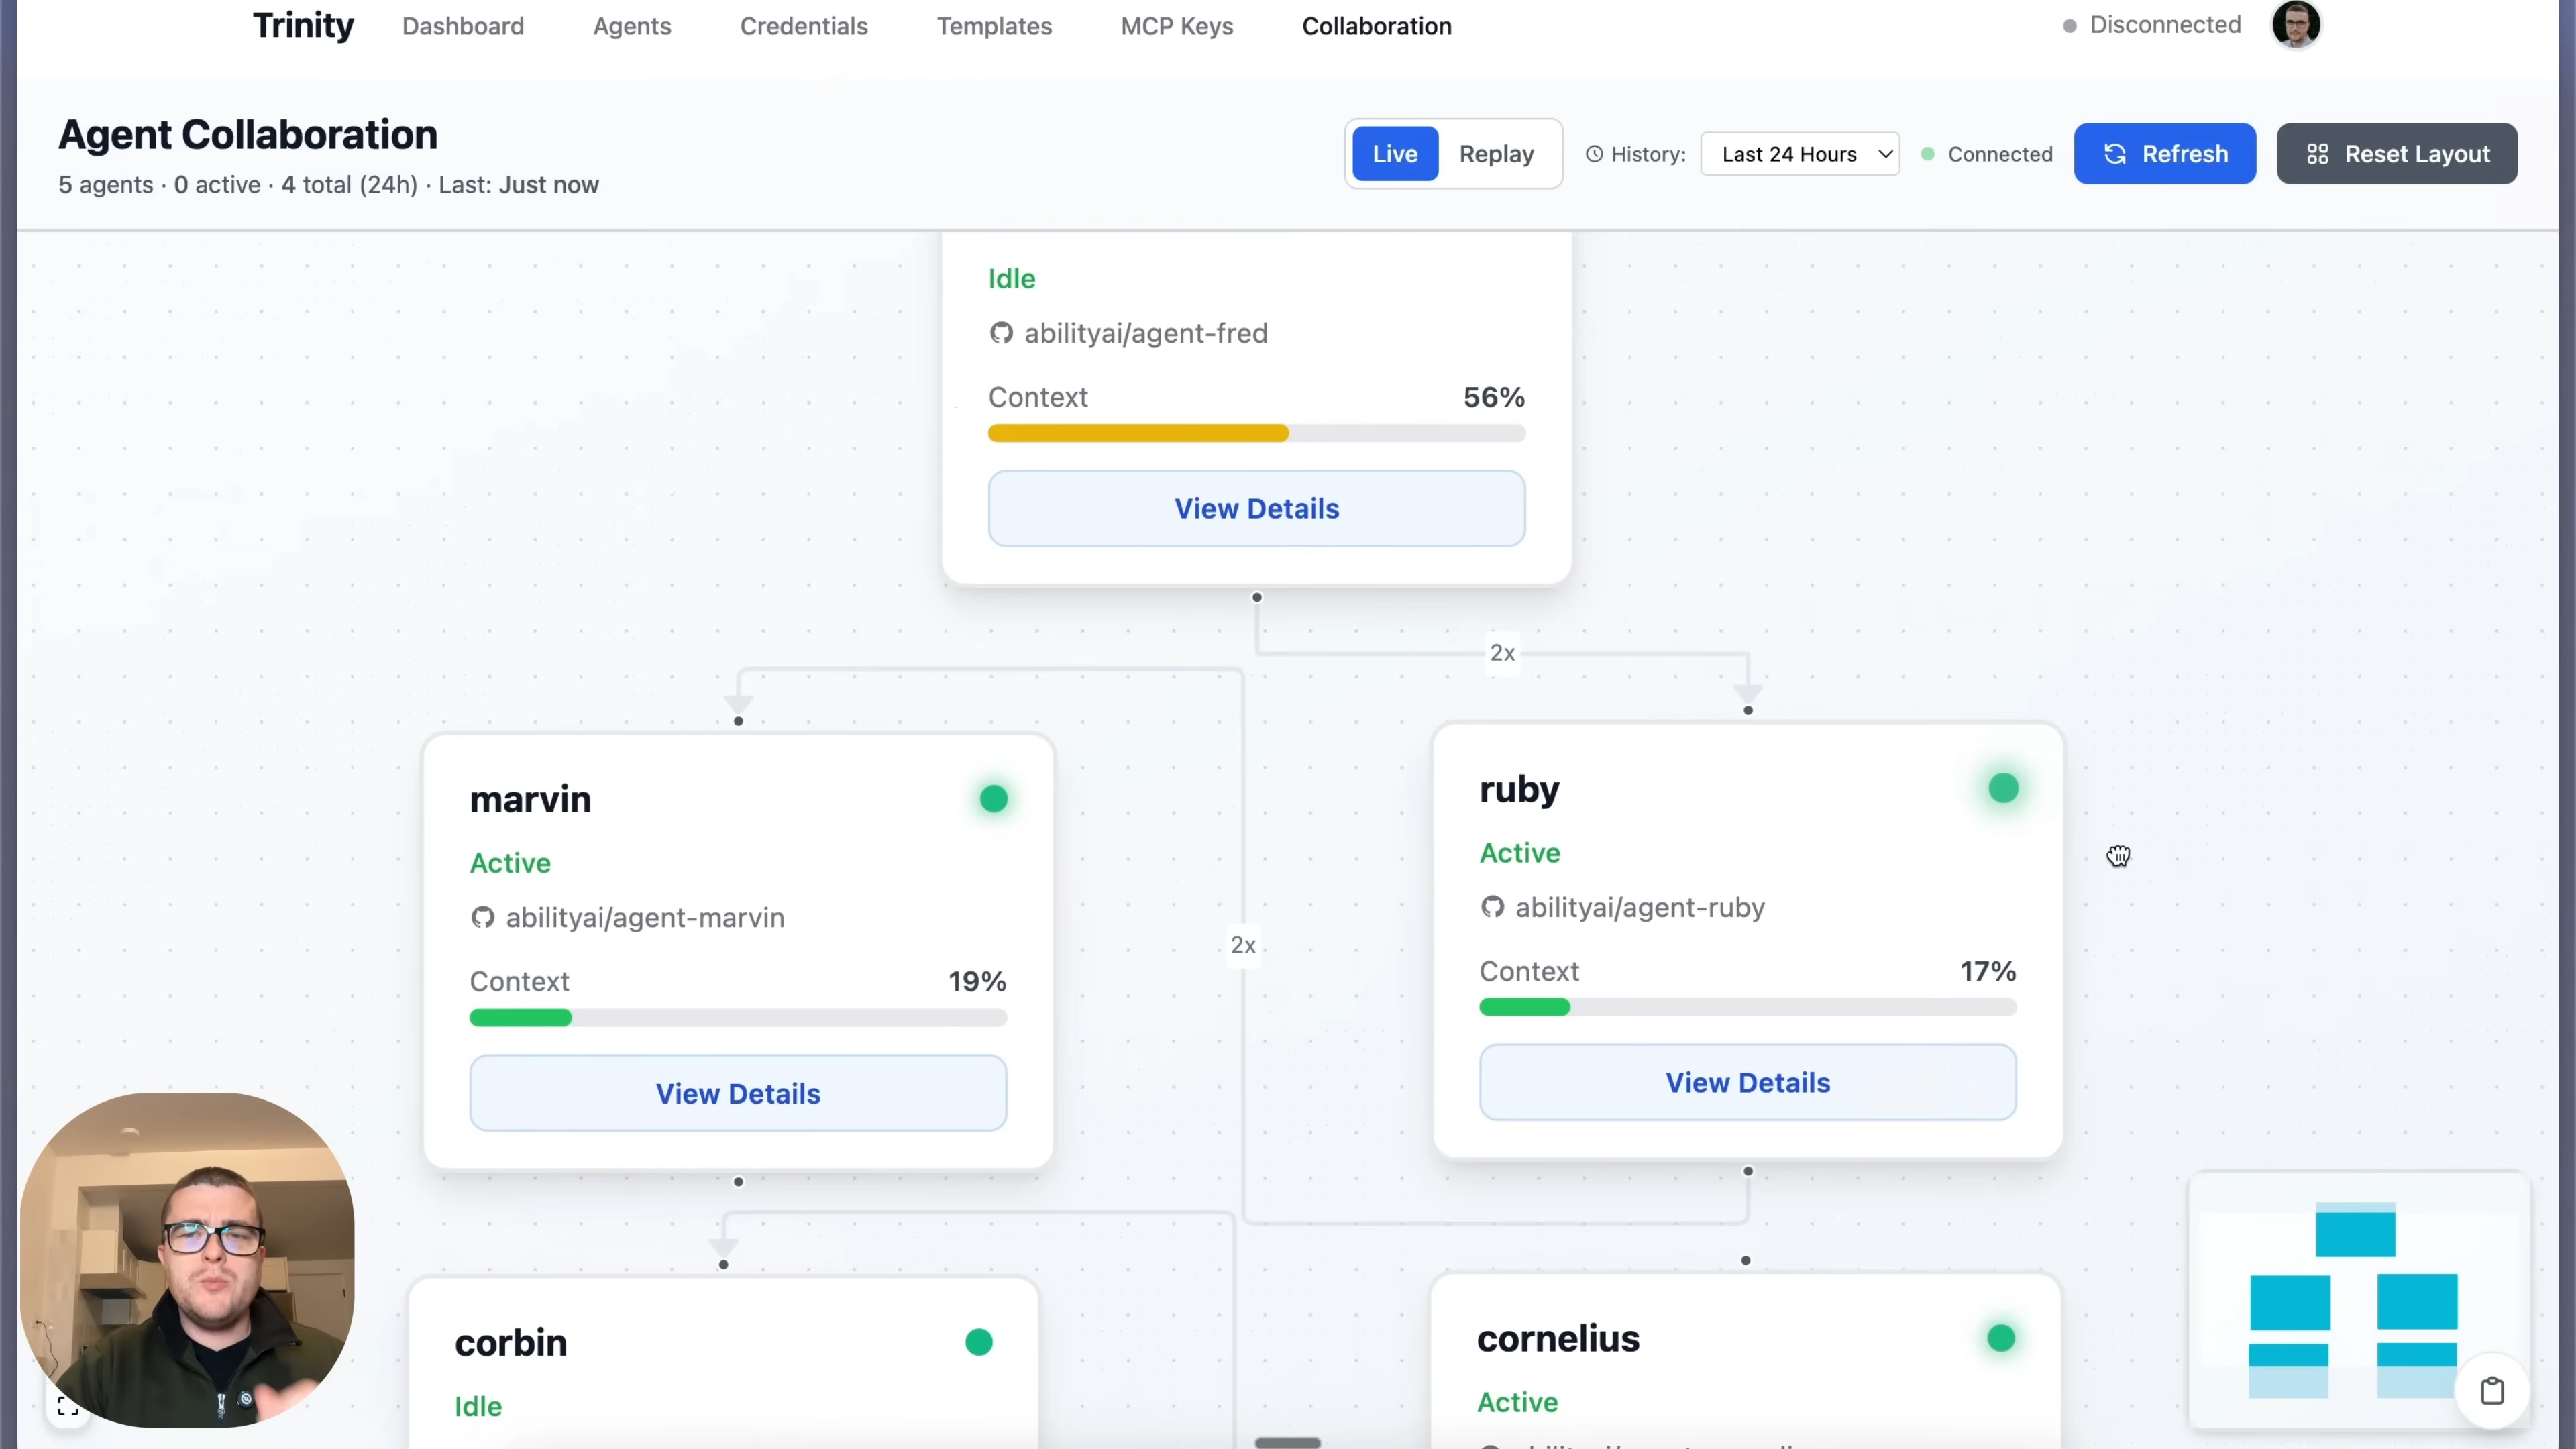 Trinity Dashboard Agents Credentials Templates MCP Keys Collaboration Disconnected
Agent Collaboration
5 agents · 0 active · 4 total (24h) · Last: Just now
Live Replay History: Last 24 Hours Connected Refresh Reset Layout
Idle
abilityai/agent-fred
Context 56%
View Details
2x
marvin
Active
abilityai/agent-marvin
Context 19%
View Details
2x
ruby
Active
abilityai/agent-ruby
Context 17%
View Details
corbin
Idle
cornelius
Active